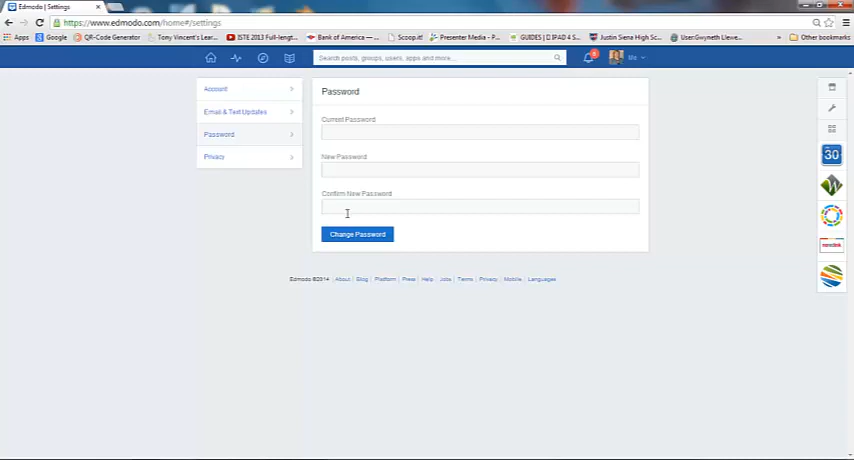 Edmodo | Settings
https://www.edmodo.com/home#/settings
Apps Google QR-Code Generator Tony Vincent's Lear... ISTE 2013 Full-lengt... Bank of America — ... Scoop.it! Presenter Media - P... GUIDES | D IPAD 4 S... Justin Siena High Sc... User:Gwyneth Llewe... » Other bookmarks
Search posts, groups, users, apps and more... Me
Account
Email & Text Updates
Password
Privacy
Password
Current Password
New Password
Confirm New Password
Change Password
30
Edmodo ©2014 | About | Blog | Platform | Press | Help | Jobs | Terms | Privacy | Mobile | Languages